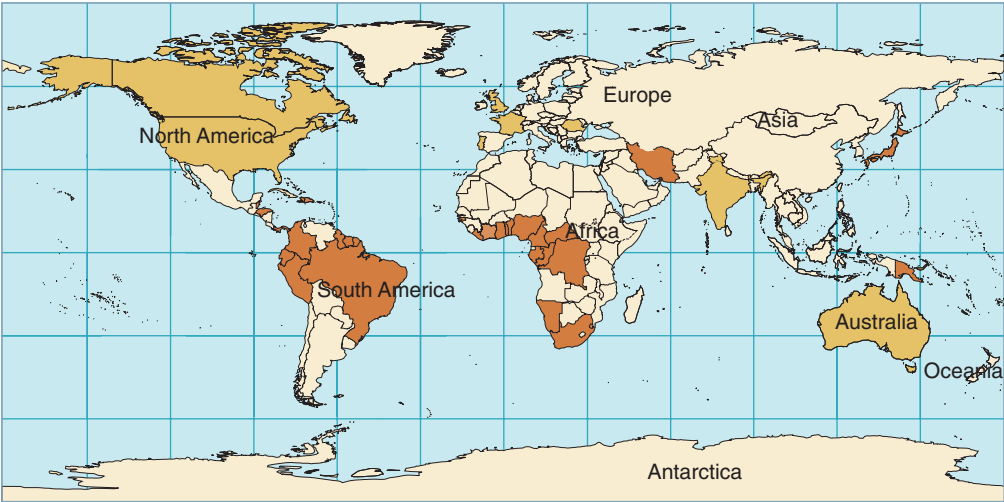 Europe
Asia
North America
Africa
South America
Australia
Oceania
Antarctica